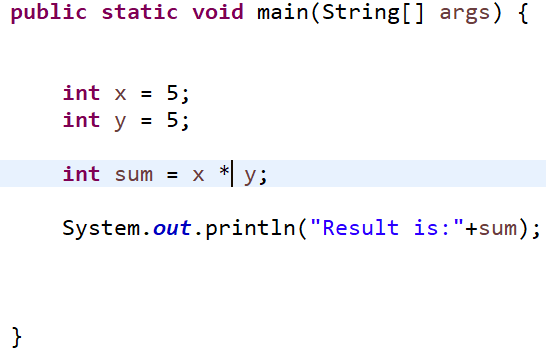 public static void main(String[] args) {
int x = 5;
int y = 5;
int sum = x * y;
System.out.println("Result is:"+sum);
}